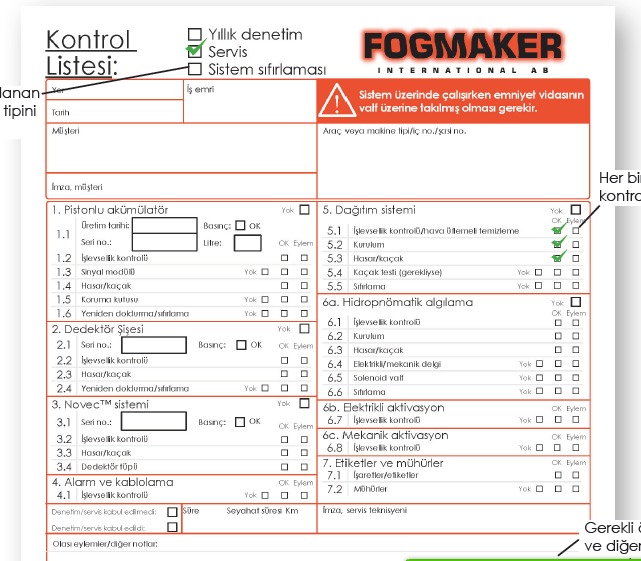 Kontrol
Listesi:
Yıllık denetim
Servis
Sistem sıfırlaması
FOGMAKER
INTERNATIONAL AB
lanan
tipini
Yer
İş emri
Tarih
Sistem üzerinde çalışırken emniyet vidasının
valf üzerine takılmış olması gerekir.
Müşteri
Araç veya makine tipi/iç no./şasi no.
İmza, müşteri
Her bi
kontro
1. Pistonlu akümülatör Yok
1.1 Üretim tarihi: Basınç: OK
Seri no.: Litre: OK Eylem
1.2 İşlevsellik kontrolü
1.3 Sinyal modülü Yok
1.4 Hasar/kaçak
1.5 Koruma kutusu Yok
1.6 Yeniden doldurma/sıfırlama Yok
2. Dedektör Şişesi Yok
2.1 Seri no.: Basınç: OK OK Eylem
2.2 İşlevsellik kontrolü
2.3 Hasar/kaçak
2.4 Yeniden doldurma/sıfırlama Yok
3. Novec™ sistemi Yok
3.1 Seri no.: Basınç: OK OK Eylem
3.2 İşlevsellik kontrolü
3.3 Hasar/kaçak
3.4 Dedektör tüpü
4. Alarm ve kablolama OK Eylem
4.1 İşlevsellik kontrolü Yok
5. Dağıtım sistemi Yok
OK Eylem
5.1 İşlevsellik kontrolü/hava üflemeli temizleme
5.2 Kurulum
5.3 Hasar/kaçak
5.4 Kaçak testi (gerekliyse) Yok
5.5 Sıfırlama Yok
6a. Hidropnömatik algılama Yok
OK Eylem
6.1 İşlevsellik kontrolü
6.2 Kurulum
6.3 Hasar/kaçak
6.4 Elektrikli/mekanik delgi Yok
6.5 Solenoid valf Yok
6.6 Sıfırlama Yok
6b. Elektrikli aktivasyon OK Eylem
6.7 İşlevsellik kontrolü Yok
6c. Mekanik aktivasyon OK Eylem
6.8 İşlevsellik kontrolü Yok
7. Etiketler ve mühürler OK Eylem
7.1 İşaretler/etiketler
7.2 Mühürler Yok
Denetim/servis kabul edilmedi:
Denetim/servis kabul edildi:
Süre Seyahat süresi Km
İmza, servis teknisyeni
Olası eylemler/diğer notlar:
Gerekli ö
ve diğer